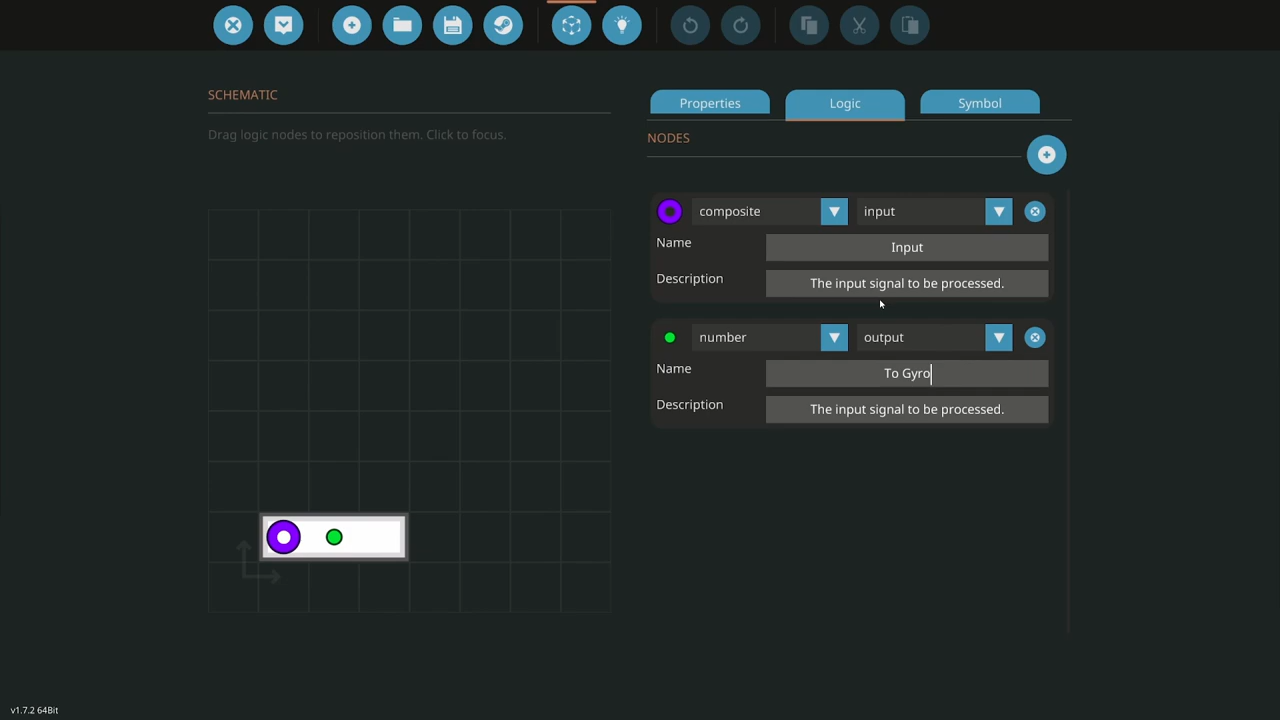 SCHEMATIC
Drag logic nodes to reposition them. Click to focus.
Properties
Logic
Symbol
NODES
composite
input
Name
Input
Description
The input signal to be processed.
number
output
Name
To Gyro
Description
The input signal to be processed.
v1.7.2 64Bit